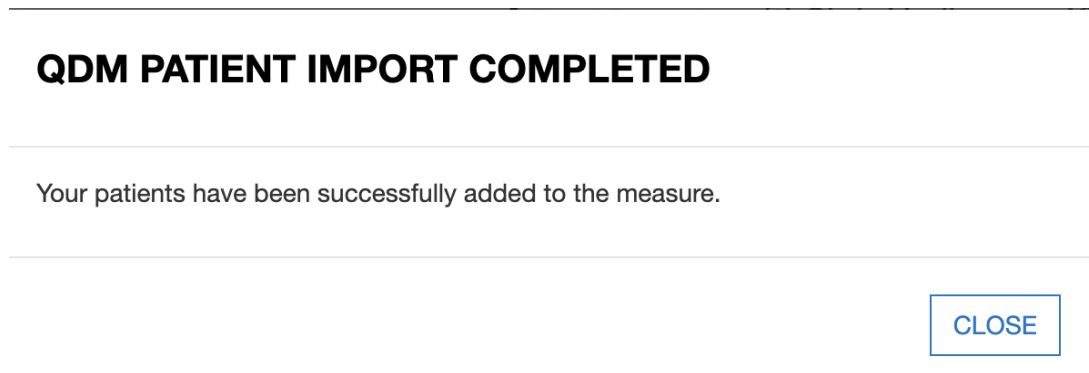 QDM PATIENT IMPORT COMPLETED
Your patients have been successfully added to the measure.
CLOSE